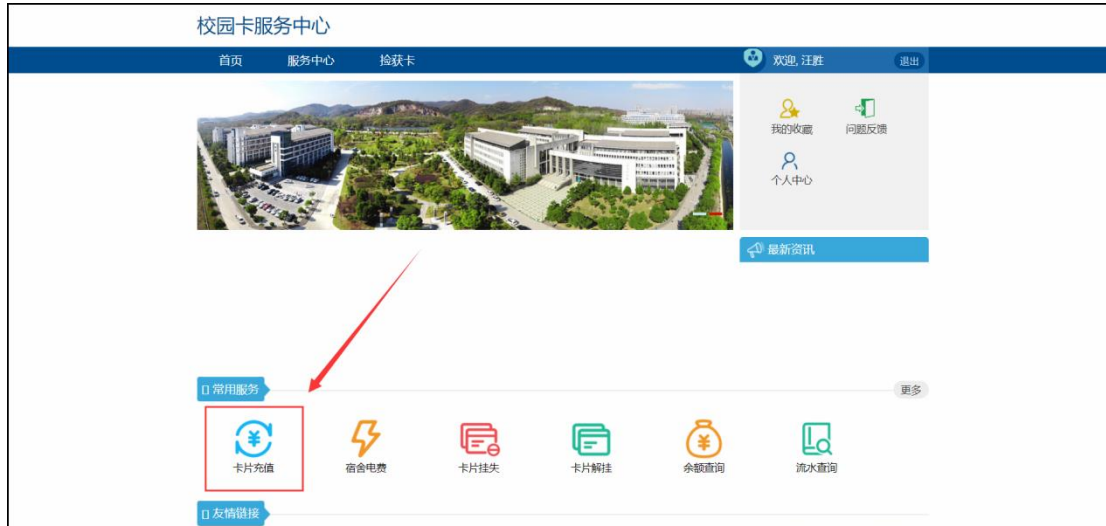 校园卡服务中心
首页 服务中心 捡获卡 欢迎, 汪胜 退出
我的收藏 问题反馈
个人中心
最新资讯
常用服务 更多
卡片充值 宿舍电费 卡片挂失 卡片解挂 余额查询 流水查询
友情链接